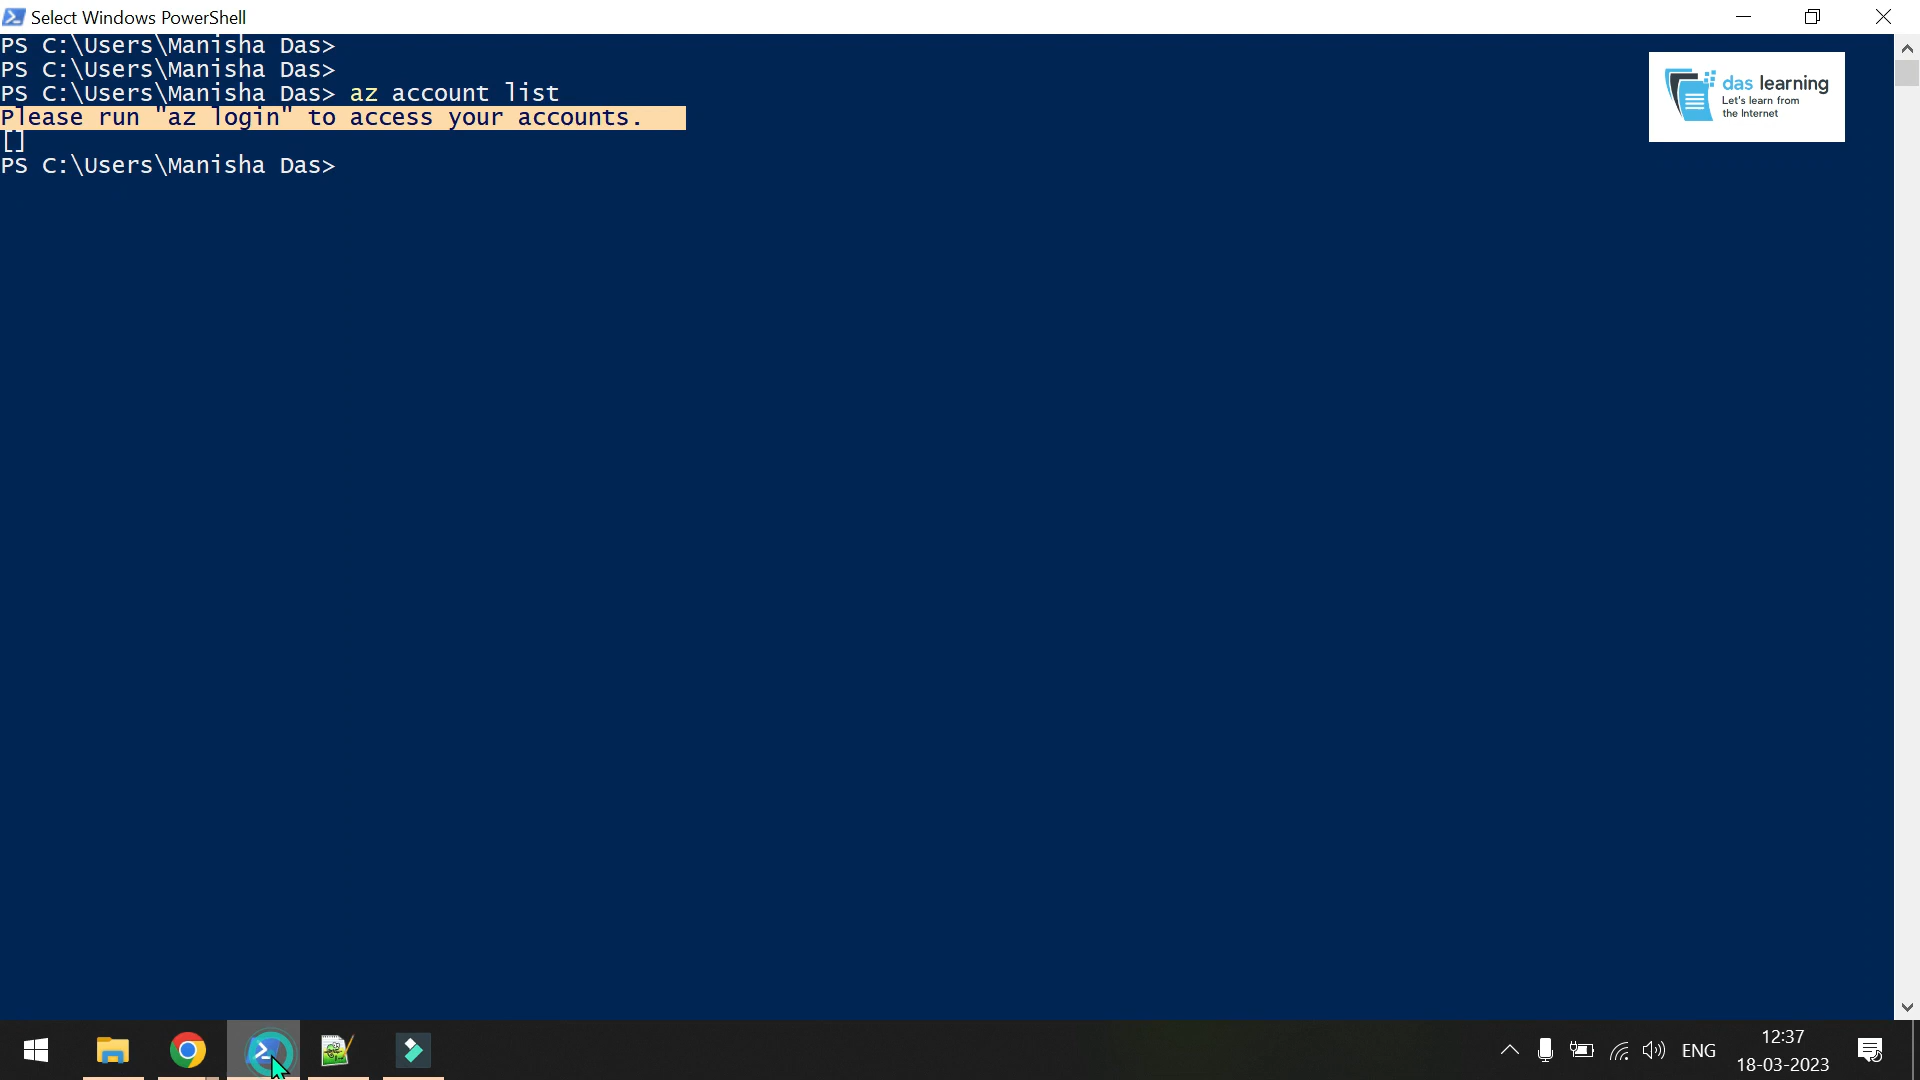 Select Windows PowerShell
PS C:\Users\Manisha Das>
PS C:\Users\Manisha Das>
PS C:\Users\Manisha Das> az account list
Please run "az login" to access your accounts.
[]
PS C:\Users\Manisha Das>
das learning
Let's learn from
the Internet
ENG
12:37
18-03-2023